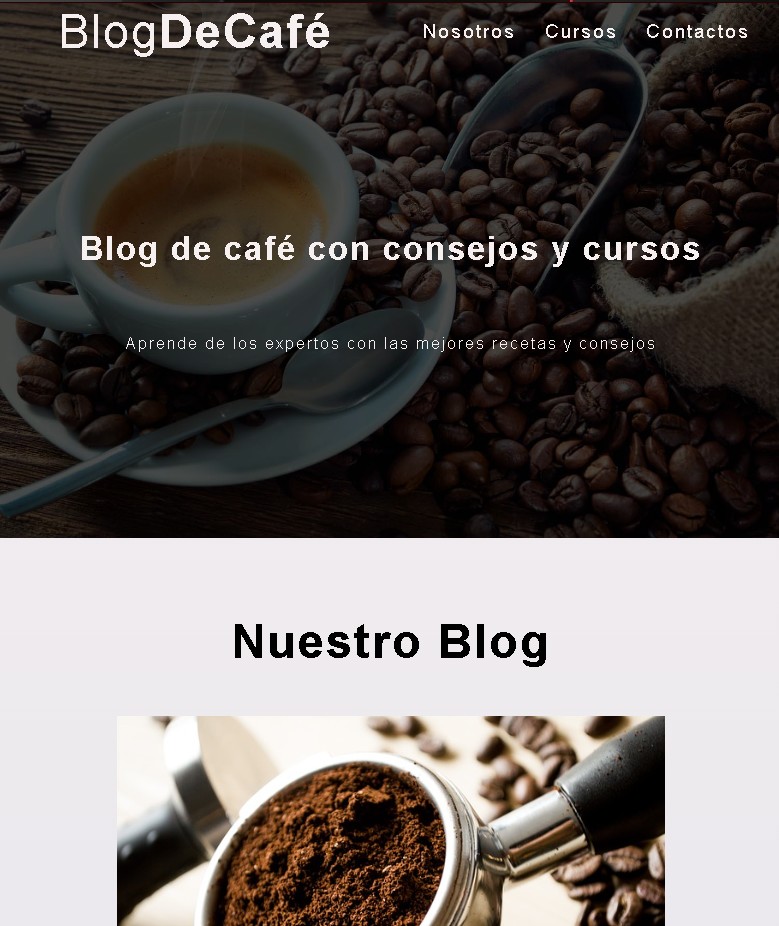 BlogDeCafé
Nosotros Cursos Contactos
Blog de café con consejos y cursos
Aprende de los expertos con las mejores recetas y consejos
Nuestro Blog